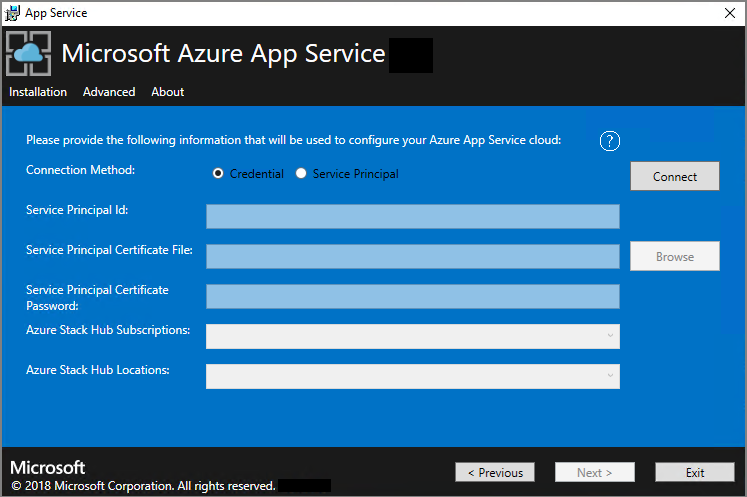 App Service
Microsoft Azure App Service
Installation Advanced About
Please provide the following information that will be used to configure your Azure App Service cloud: ?
Connection Method: Credential Service Principal Connect
Service Principal Id:
Service Principal Certificate File: Browse
Service Principal Certificate
Password:
Azure Stack Hub Subscriptions:
Azure Stack Hub Locations:
Microsoft
© 2018 Microsoft Corporation. All rights reserved.
< Previous Next > Exit